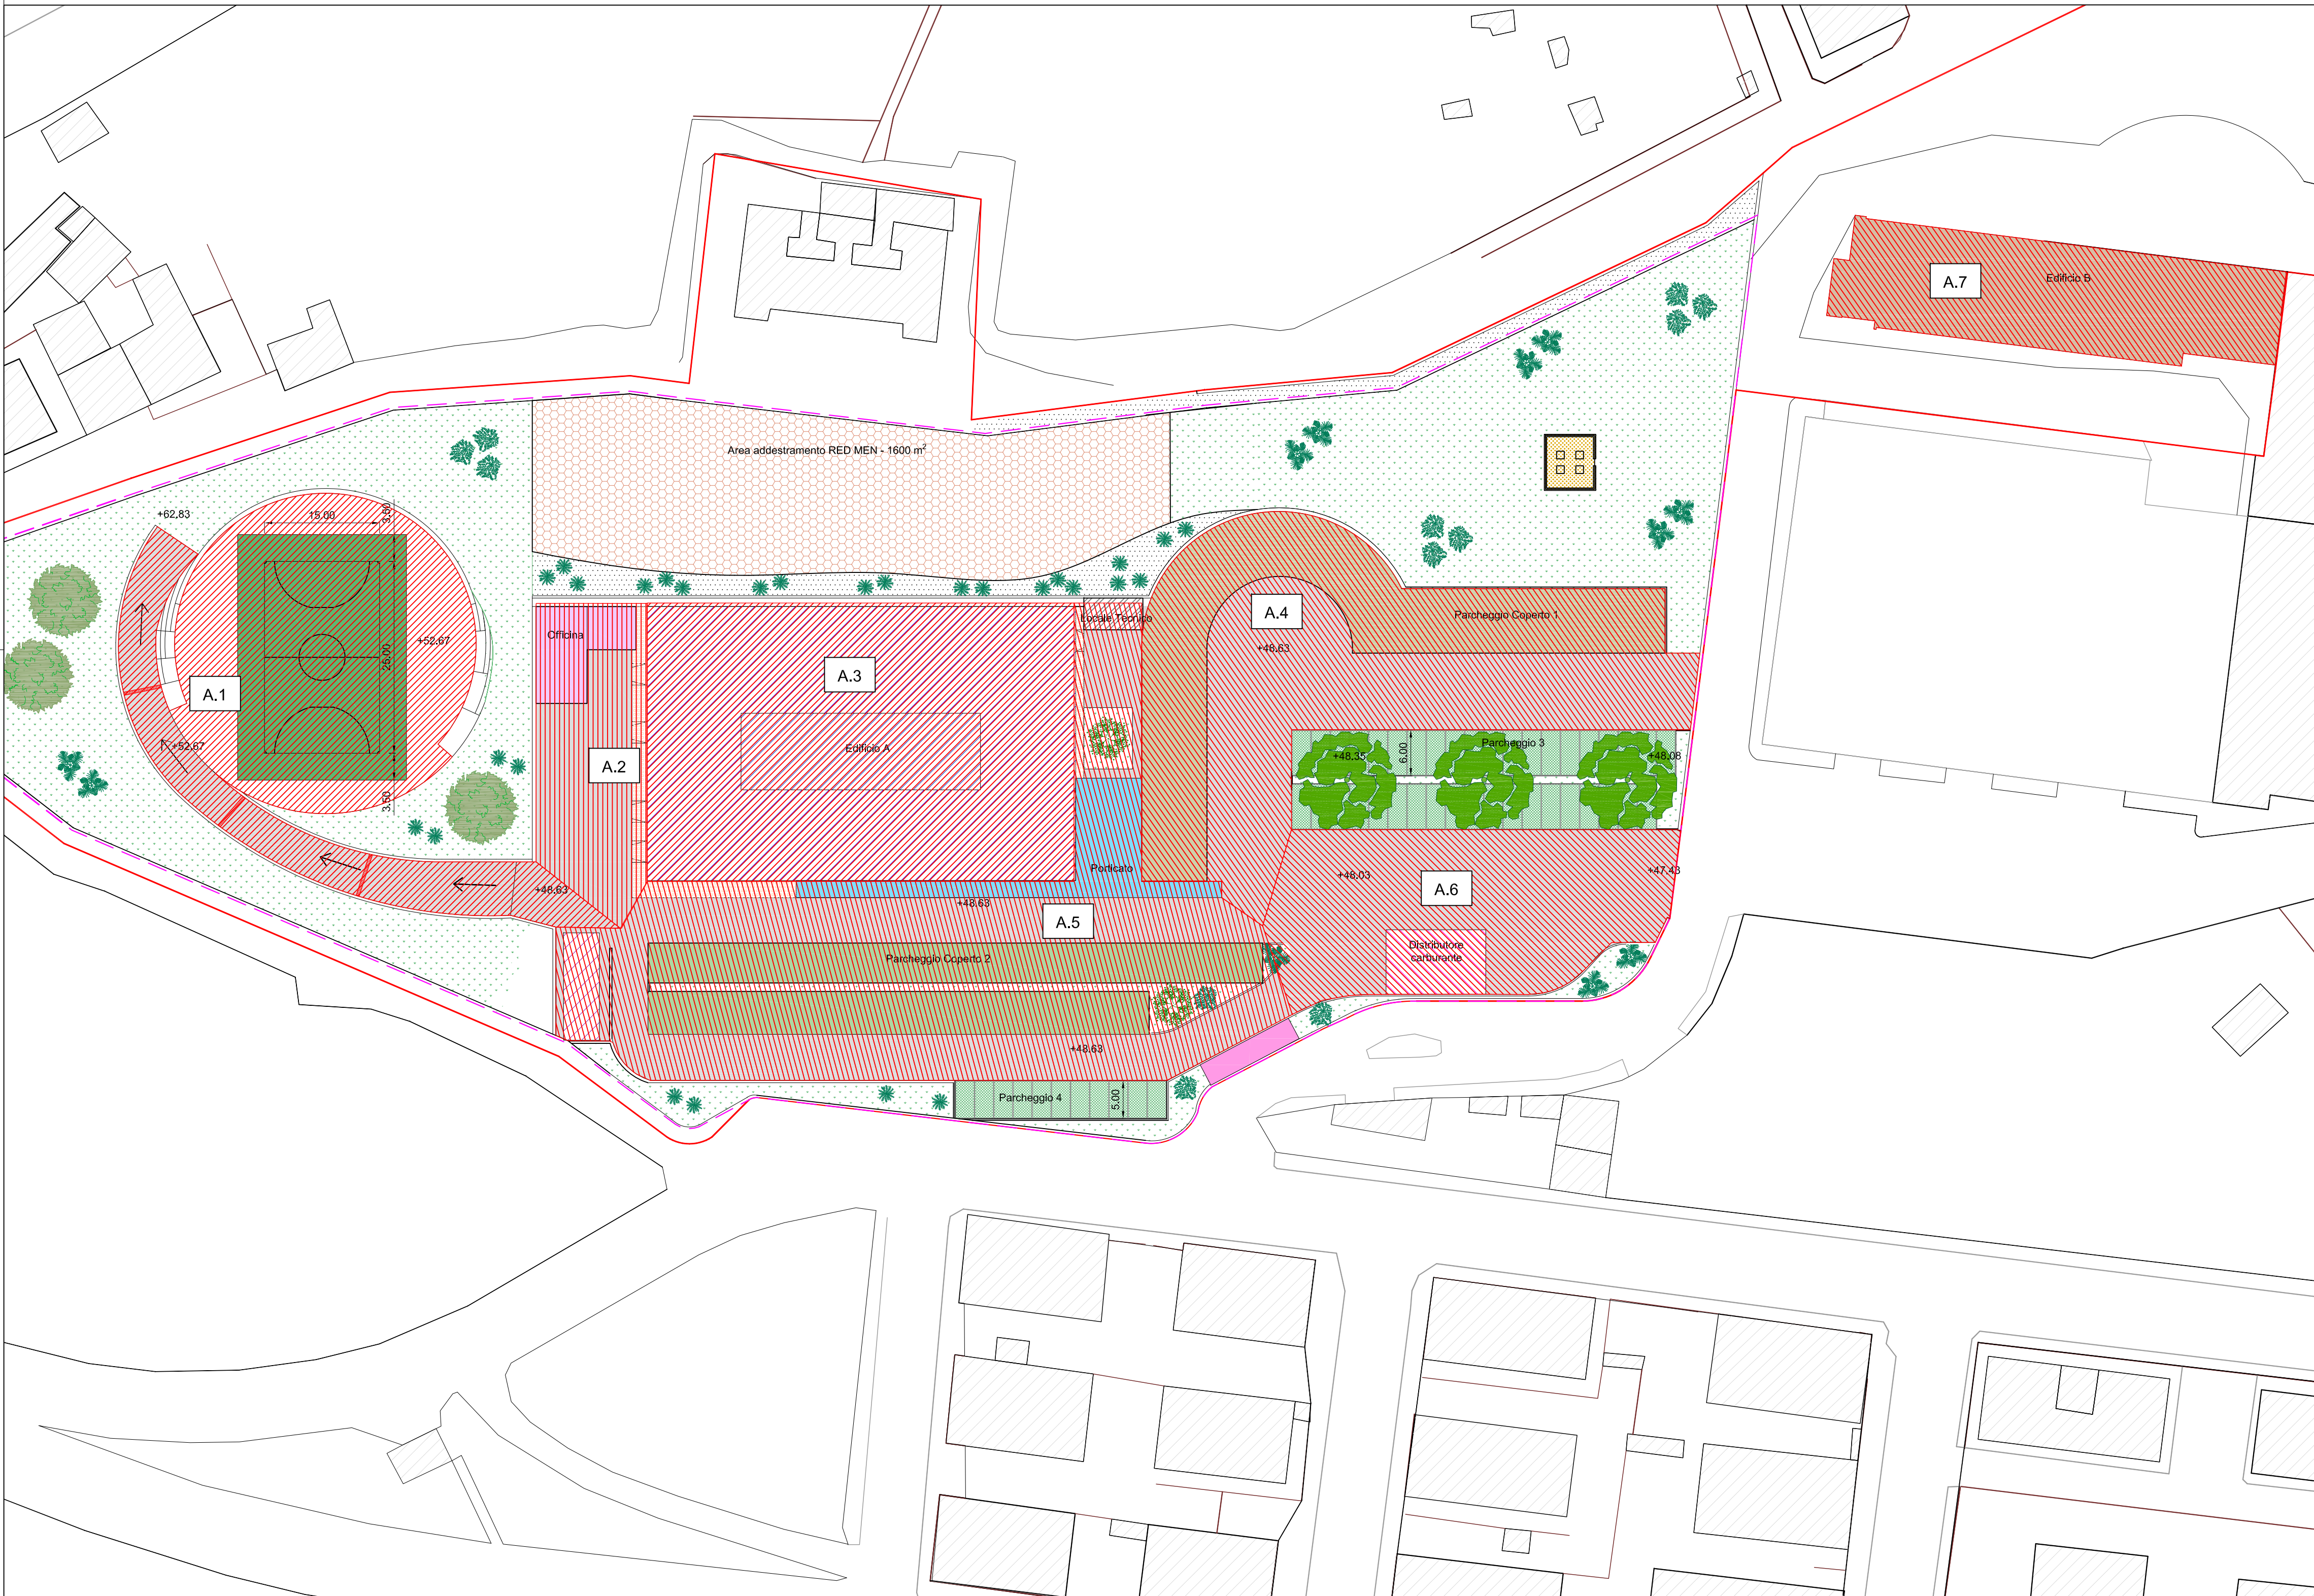 A.7
Edificio B
Area addestramento RED MEN - 1600 m²
+62,83
15.00
3.50
+52.67
25.00
A.1
+52.67
3.50
Officina
A.2
A.3
Edificio A
Locale Tecnico
A.4
+48.63
Parcheggio Coperto 1
Parcheggio 3
+48.35
6.00
+48.08
Porticato
+48.63
+48.63
A.5
+48.03
A.6
+47.43
Distributore
carburante
Parcheggio Coperto 2
+48.63
Parcheggio 4
5.00